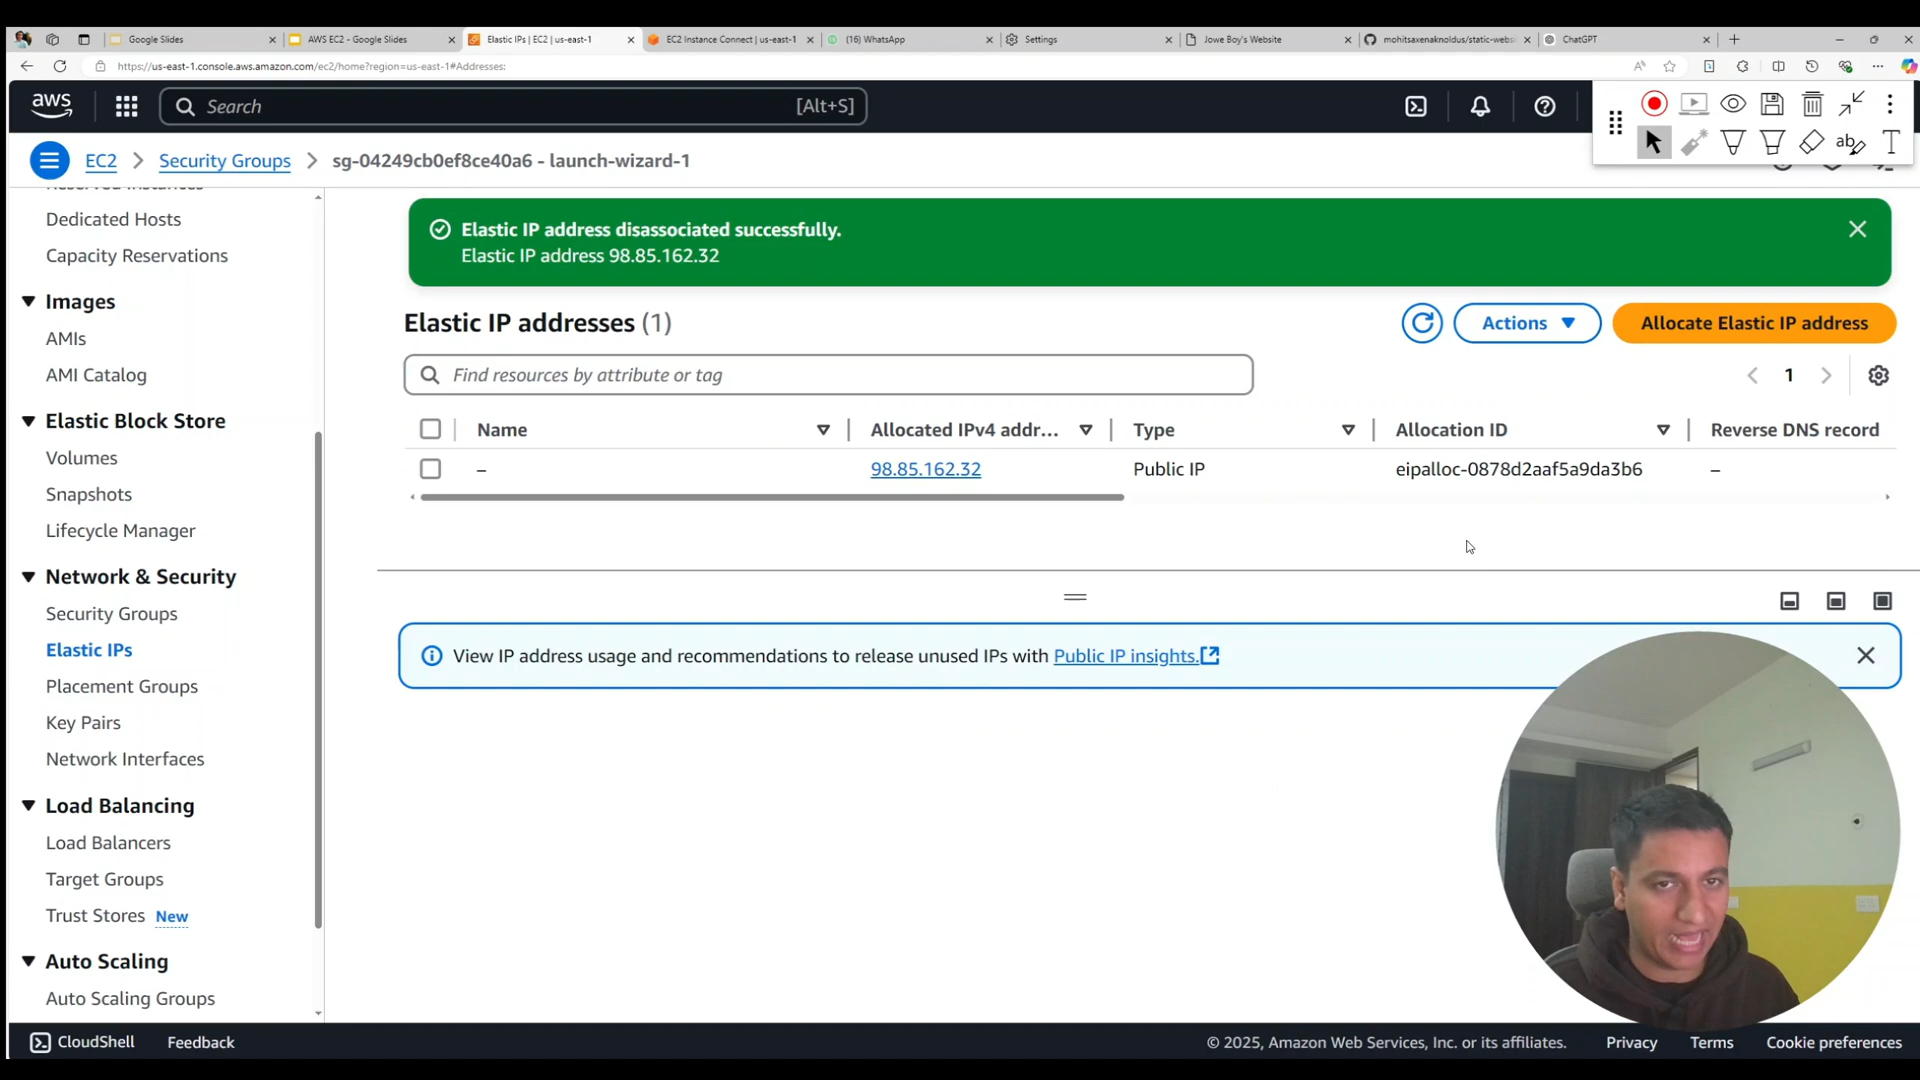 Google Slides
AWS EC2 - Google Slides
Elastic IPs | EC2 | us-east-1
EC2 Instance Connect | us-east-1
(16) WhatsApp
Settings
Jowe Boy's Website
mohitsaxenaknoldus/static-webs
ChatGPT
https://us-east-1.console.aws.amazon.com/ec2/home?region=us-east-1#Addresses:
aws
Search
[Alt+S]
EC2
Security Groups
sg-04249cb0ef8ce40a6 - launch-wizard-1
Reserved Instances
Dedicated Hosts
Capacity Reservations
Images
AMIs
AMI Catalog
Elastic Block Store
Volumes
Snapshots
Lifecycle Manager
Network & Security
Security Groups
Elastic IPs
Placement Groups
Key Pairs
Network Interfaces
Load Balancing
Load Balancers
Target Groups
Trust Stores New
Auto Scaling
Auto Scaling Groups
Elastic IP address disassociated successfully.
Elastic IP address 98.85.162.32
Elastic IP addresses (1)
Actions
Allocate Elastic IP address
Find resources by attribute or tag
1
Name
Allocated IPv4 addr...
Type
Allocation ID
Reverse DNS record
–
98.85.162.32
Public IP
eipalloc-0878d2aaf5a9da3b6
–
View IP address usage and recommendations to release unused IPs with Public IP insights.
CloudShell
Feedback
© 2025, Amazon Web Services, Inc. or its affiliates.
Privacy
Terms
Cookie preferences